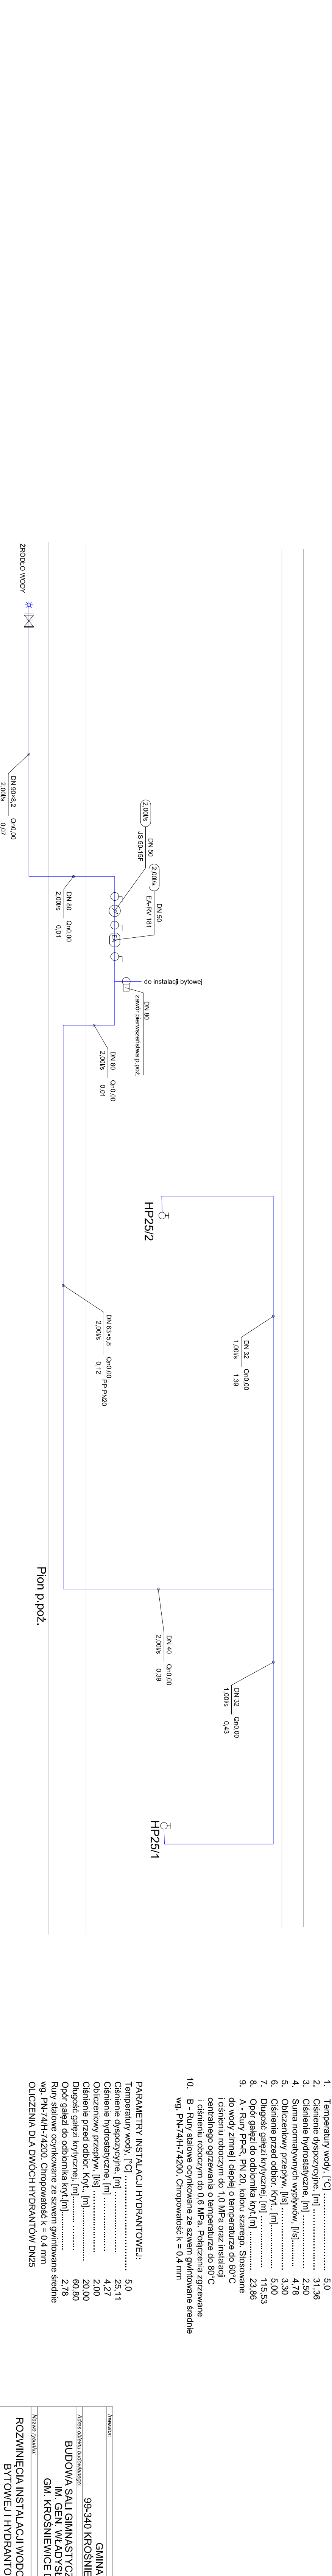 ŹRÓDŁO WODY
DN 90×8,2 Q=0,00
2,00l/s 0,07
DN 80 Q=0,00
2,00l/s 0,01
2,00l/s
DN 50
JS 50-15F
2,00l/s
DN 50
EA-RV 181
EA
do instalacji bytowej
DN 80
zawór pierwszeństwa p.poż.
DN 80 Q=0,00
2,00l/s 0,01
HP25/2
DN 32 Q=0,00
1,00l/s 1,39
DN 63×5,8 Q=0,00 PP PN20
2,00l/s 0,12
Pion p.poż.
DN 40 Q=0,00
2,00l/s 0,39
DN 32 Q=0,00
1,00l/s 0,43
HP25/1
1. Temperatury wody, [°C] 5,0
2. Ciśnienie dyspozycyjne, [m] 31,36
3. Ciśnienie hydrostatyczne, [m] 2,50
4. Suma normatywnych wypływów, [l/s] 4,78
5. Obliczeniowy przepływ, [l/s] 3,30
6. Ciśnienie przed odbior. Kryt., [m] 5,00
7. Długość gałęzi krytycznej, [m] 115,53
8. Opór gałęzi do odbiornika kryt,[m] 23,86
9. A - Rury PP-R, PN 20, koloru szarego. Stosowane
do wody zimnej i ciepłej o temperaturze do 60°C
i ciśnieniu roboczym do 1,0 MPa oraz instalacji
centralnego ogrzewania o temperaturze do 80°C
i ciśnieniu roboczym do 0,6 MPa. Połączenia zgrzewane
10. B - Rury stalowe ocynkowane ze szwem gwintowane średnie
wg. PN-74/H-74200. Chropowatość k = 0,4 mm
PARAMETRY INSTALACJI HYDRANTOWEJ:
Temperatury wody, [°C] 5,0
Ciśnienie dyspozycyjne, [m] 25,11
Ciśnienie hydrostatyczne, [m] 4,27
Obliczeniowy przepływ, [l/s] 2,00
Ciśnienie przed odbior. Kryt., [m] 20,00
Długość gałęzi krytycznej, [m] 60,80
Opór gałęzi do odbiornika kryt,[m] 2,78
Rury stalowe ocynkowane ze szwem gwintowane średnie
wg. PN-74/H-74200. Chropowatość k = 0,4 mm
OLICZENIA DLA DWÓCH HYDRANTÓW DN25
Inwestor:
GMINA
99-340 KROŚNIE
Adres obiektu budowlanego:
BUDOWA SALI GIMNASTYCZ
IM. GEN. WŁADYS
GM. KROŚNIEWICE
Nazwa rysunku:
ROZWINIĘCIA INSTALACJI WODOC
BYTOWEJ I HYDRANTO